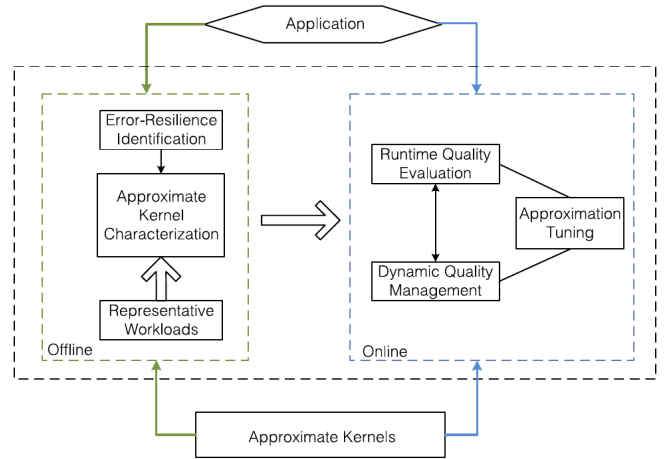 Application
Error-Resilience
Identification
Approximate
Kernel
Characterization
Representative
Workloads
Offline
Runtime Quality
Evaluation
Approximation
Tuning
Dynamic Quality
Management
Online
Approximate Kernels